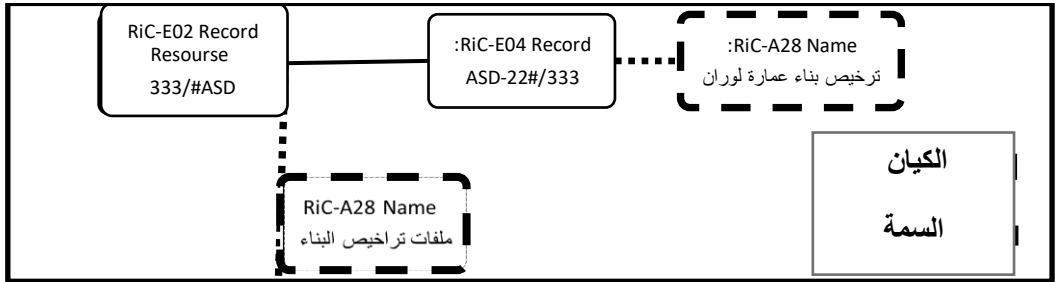 RiC-E02 Record
Resourse
333/#ASD
:RiC-E04 Record
ASD-22#/333
:RiC-A28 Name
ترخيص بناء عمارة لوران
RiC-A28 Name
ملفات تراخيص البناء
الكيان
السمة